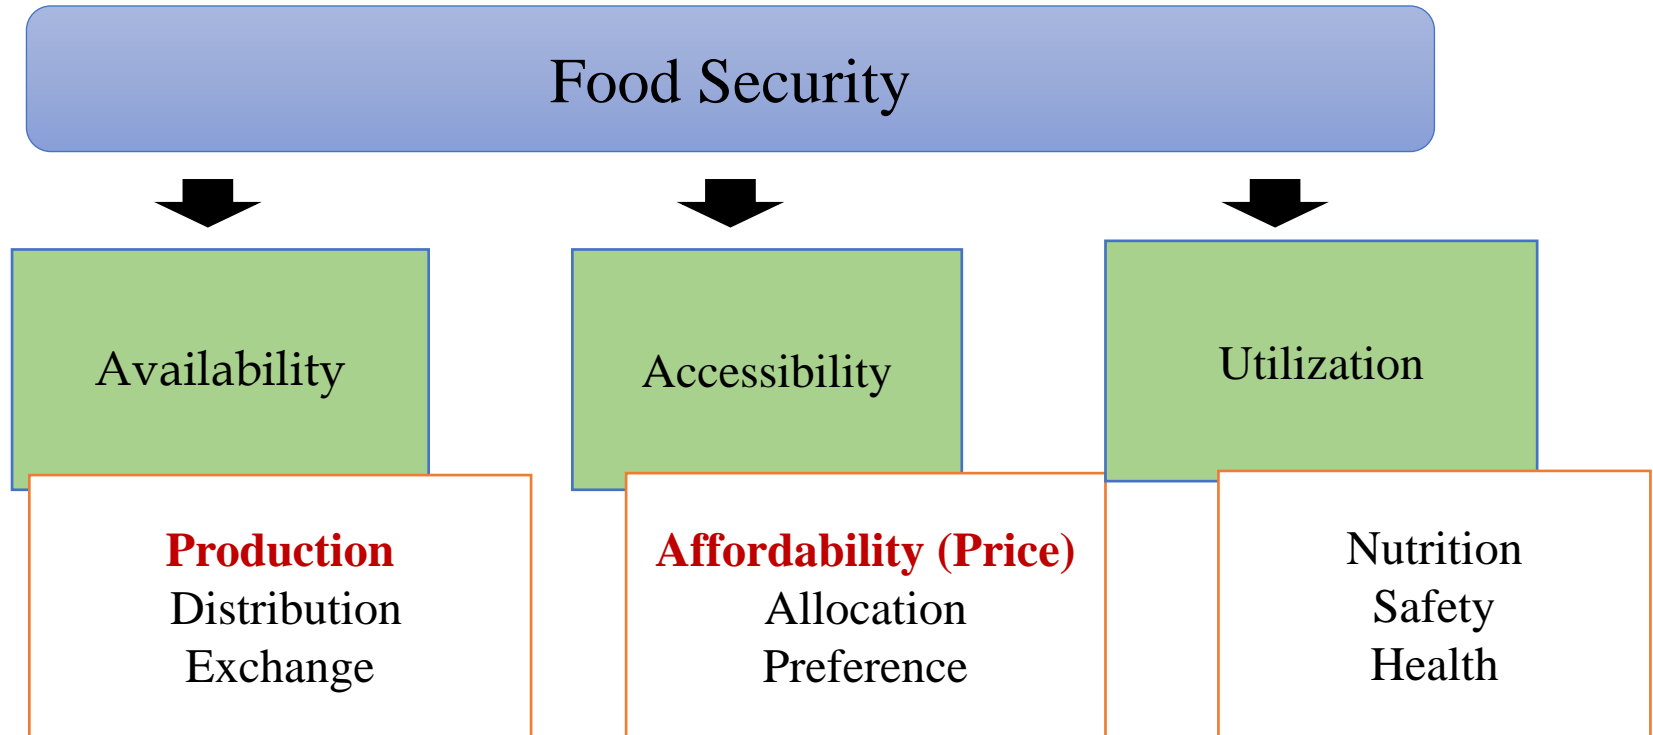 Food Security
Availability
Accessibility
Utilization
Production
Distribution
Exchange
Affordability (Price)
Allocation
Preference
Nutrition
Safety
Health